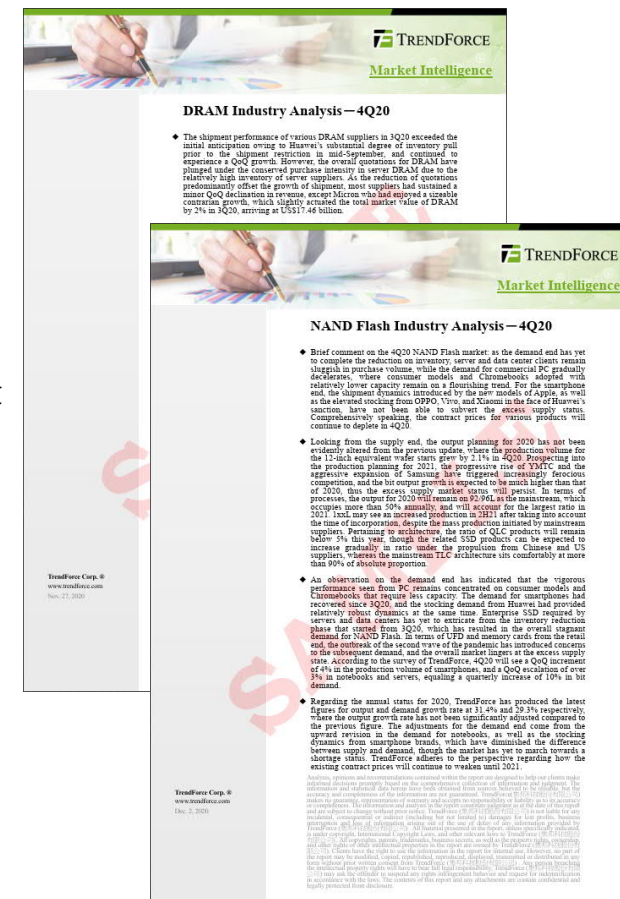 TRENDFORCE
Market Intelligence
DRAM Industry Analysis－4Q20
◆ The shipment performance of various DRAM suppliers in 3Q20 exceeded the
initial anticipation owing to Huawei's substantial degree of inventory pull
prior to the shipment restriction in mid-September, and continued to
experience a QoQ growth. However, the overall quotations for DRAM have
plunged under the conserved purchase intensity in server DRAM due to the
relatively high inventory of server suppliers. As the reduction of quotations
predominantly offset the growth of shipment, most suppliers had sustained a
minor QoQ declination in revenue, except Micron who had enjoyed a sizeable
contrarian growth, which slightly actuated the total market value of DRAM
by 2% in 3Q20, arriving at US$17.46 billion.
TrendForce Corp. ®
www.trendforce.com
Nov. 27, 2020
TRENDFORCE
Market Intelligence
NAND Flash Industry Analysis－4Q20
◆ Brief comment on the 4Q20 NAND Flash market: as the demand end has yet
to complete the reduction on inventory, server and data center clients remain
sluggish in purchase volume, while the demand for commercial PC gradually
decelerates, where consumer models and Chromebooks adopted with
relatively lower capacity remain on a flourishing trend. For the smartphone
end, the shipment dynamics introduced by the new models of Apple, as well
as the elevated stocking from OPPO, Vivo, and Xiaomi in the face of Huawei's
sanction, have not been able to subvert the excess supply status.
Comprehensively speaking, the contract prices for various products will
continue to deplete in 4Q20.
◆ Looking from the supply end, the output planning for 2020 has not been
evidently altered from the previous update, where the production volume for
the 12-inch equivalent wafer starts grew by 2.1% in 4Q20. Prospecting into
the production planning for 2021, the progressive rise of YMTC and the
aggressive expansion of Samsung have triggered increasingly ferocious
competition, and the bit output growth is expected to be much higher than that
of 2020, thus the excess supply market status will persist. In terms of
processes, the output for 2020 will remain on 92/96L as the mainstream, which
occupies more than 50% annually, and will account for the largest ratio in
2021. 1xxL may see an increased production in 2H21 after taking into account
the time of incorporation, despite the mass production initiated by mainstream
suppliers. Pertaining to architecture, the ratio of QLC products will remain
below 5% this year, though the related SSD products can be expected to
increase gradually in ratio under the propulsion from Chinese and US
suppliers, whereas the mainstream TLC architecture sits comfortably at more
than 90% of absolute proportion.
◆ An observation on the demand end has indicated that the vigorous
performance seen from PC remains concentrated on consumer models and
Chromebooks that require less capacity. The demand for smartphones had
recovered since 3Q20, and the stocking demand from Huawei had provided
relatively robust dynamics at the same time. Enterprise SSD required by
servers and data centers has yet to extricate from the inventory reduction
phase that started from 3Q20, which has resulted in the overall stagnant
demand for NAND Flash. In terms of UFD and memory cards from the retail
end, the outbreak of the second wave of the pandemic has introduced concerns
to the subsequent demand, and the overall market lingers at the excess supply
state. According to the survey of TrendForce, 4Q20 will see a QoQ increment
of 4% in the production volume of smartphones, and a QoQ escalation of over
3% in notebooks and servers, equaling a quarterly increase of 10% in bit
demand.
◆ Regarding the annual status for 2020, TrendForce has produced the latest
figures for output and demand growth rate at 31.4% and 29.3% respectively,
where the output growth rate has not been significantly adjusted compared to
the previous figure. The adjustments for the demand end come from the
upward revision in the demand for notebooks, as well as the stocking
dynamics from smartphone brands, which have diminished the difference
between supply and demand, though the market has yet to march towards a
shortage status. TrendForce adheres to the perspective regarding how the
existing contract prices will continue to weaken until 2021.
TrendForce Corp. ®
www.trendforce.com
Dec. 2, 2020
SAMPLE